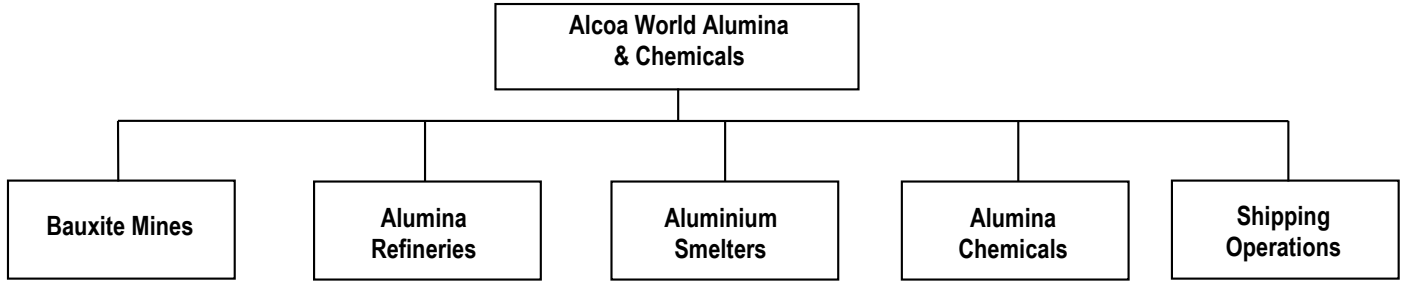 Alcoa World Alumina
& Chemicals
Bauxite Mines
Alumina
Refineries
Aluminium
Smelters
Alumina
Chemicals
Shipping
Operations